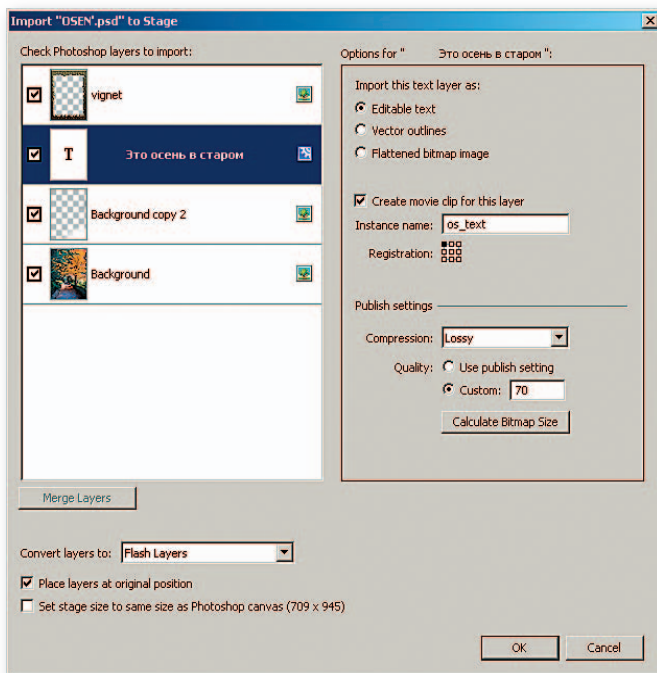 Import "OSEN'.psd" to Stage
Check Photoshop layers to import:
vignet
T
Это осень в старом
Background copy 2
Background
Merge Layers
Options for " Это осень в старом ":
Import this text layer as:
Editable text
Vector outlines
Flattened bitmap image
Create movie clip for this layer
Instance name: os_text
Registration:
Publish settings
Compression: Lossy
Quality: Use publish setting
Custom: 70
Calculate Bitmap Size
Convert layers to: Flash Layers
Place layers at original position
Set stage size to same size as Photoshop canvas (709 x 945)
OK Cancel